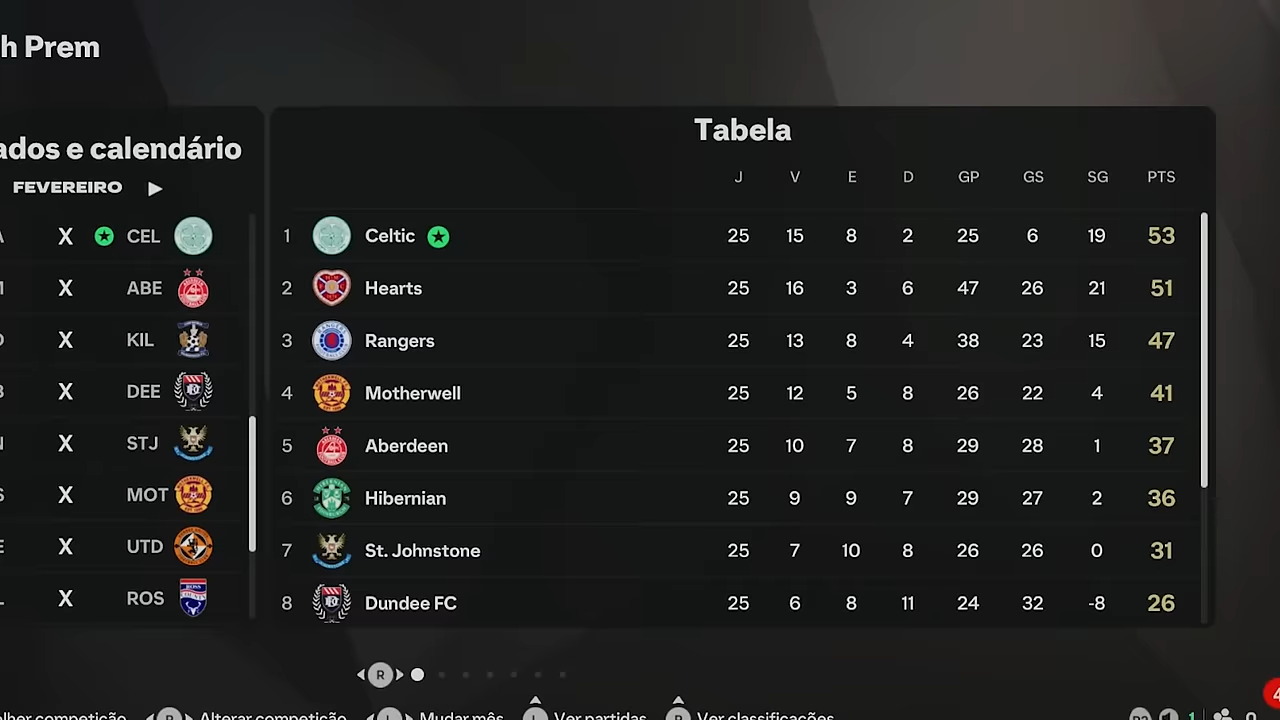 h Prem
ados e calendário
FEVEREIRO
X CEL
X ABE
X KIL
X DEE
X STJ
X MOT
X UTD
X ROS
Tabela
J V E D GP GS SG PTS
1 Celtic 25 15 8 2 25 6 19 53
2 Hearts 25 16 3 6 47 26 21 51
3 Rangers 25 13 8 4 38 23 15 47
4 Motherwell 25 12 5 8 26 22 4 41
5 Aberdeen 25 10 7 8 29 28 1 37
6 Hibernian 25 9 9 7 29 27 2 36
7 St. Johnstone 25 7 10 8 26 26 0 31
8 Dundee FC 25 6 8 11 24 32 -8 26
R
lher competição R Alterar competição L Mudar mês L Ver partidas R Ver classificações